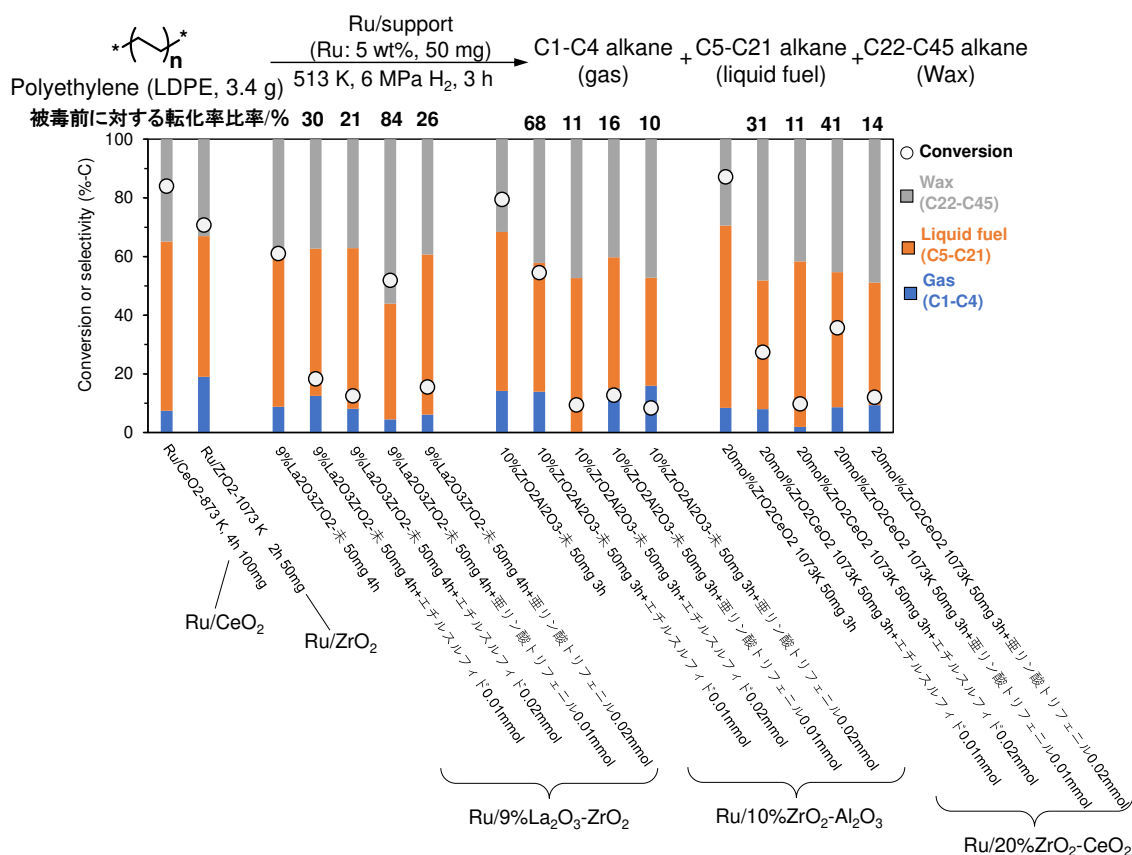 * * n
Polyethylene (LDPE, 3.4 g)
Ru/support
(Ru: 5 wt%, 50 mg)
513 K, 6 MPa H₂, 3 h
C1-C4 alkane
(gas)
+
C5-C21 alkane
(liquid fuel)
+
C22-C45 alkane
(Wax)
被毒前に対する転化率比率/% 30 21 84 26 68 11 16 10 31 11 41 14
Conversion or selectivity (%-C)
100
80
60
40
20
0
Conversion
Wax
(C22-C45)
Liquid fuel
(C5-C21)
Gas
(C1-C4)
Ru/CeO2-873 K, 4h 100mg
Ru/ZrO2-1073 K 2h 50mg
9%La2O3ZrO2-未 50mg 4h
9%La2O3ZrO2-未 50mg 4h+エチルスルフィド0.01mmol
9%La2O3ZrO2-未 50mg 4h+エチルスルフィド0.02mmol
9%La2O3ZrO2-未 50mg 4h+亜リン酸トリフェニル0.01mmol
9%La2O3ZrO2-未 50mg 4h+亜リン酸トリフェニル0.02mmol
10%ZrO2Al2O3-未 50mg 3h
10%ZrO2Al2O3-未 50mg 3h+エチルスルフィド0.01mmol
10%ZrO2Al2O3-未 50mg 3h+エチルスルフィド0.02mmol
10%ZrO2Al2O3-未 50mg 3h+亜リン酸トリフェニル0.01mmol
10%ZrO2Al2O3-未 50mg 3h+亜リン酸トリフェニル0.02mmol
20mol%ZrO2CeO2 1073K 50mg 3h
20mol%ZrO2CeO2 1073K 50mg 3h+エチルスルフィド0.01mmol
20mol%ZrO2CeO2 1073K 50mg 3h+エチルスルフィド0.02mmol
20mol%ZrO2CeO2 1073K 50mg 3h+亜リン酸トリフェニル0.01mmol
20mol%ZrO2CeO2 1073K 50mg 3h+亜リン酸トリフェニル0.02mmol
Ru/CeO₂
Ru/ZrO₂
Ru/9%La₂O₃-ZrO₂
Ru/10%ZrO₂-Al₂O₃
Ru/20%ZrO₂-CeO₂